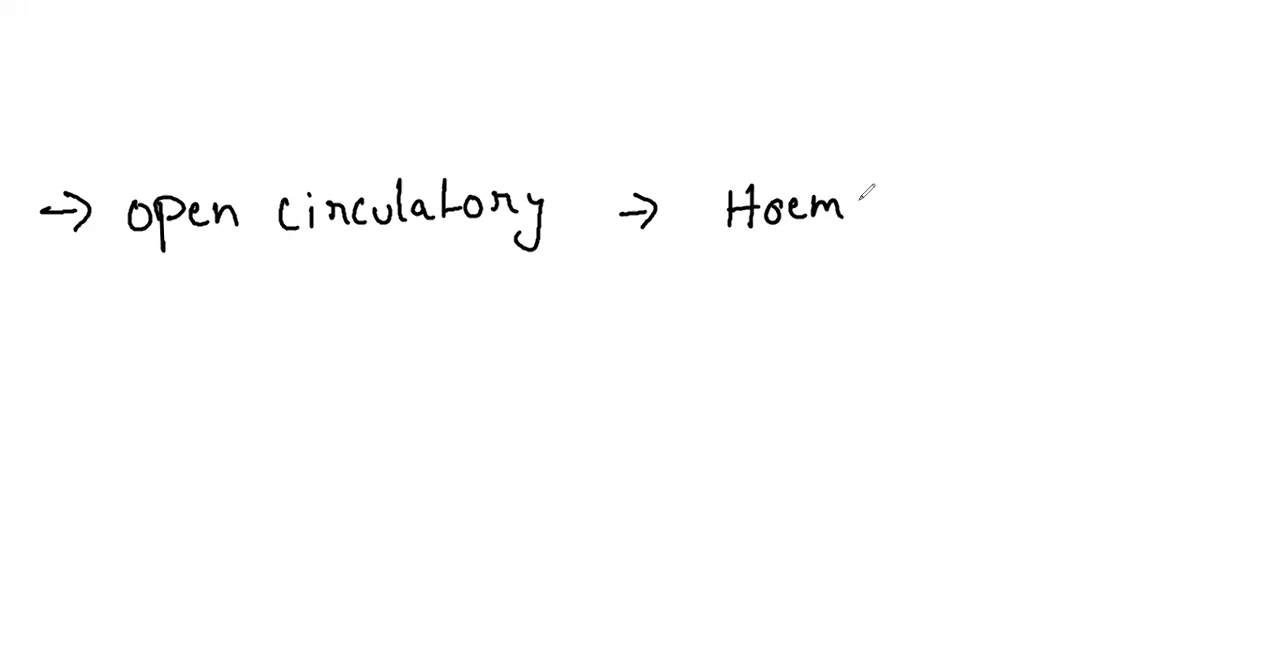 → open circulatory → Hoem